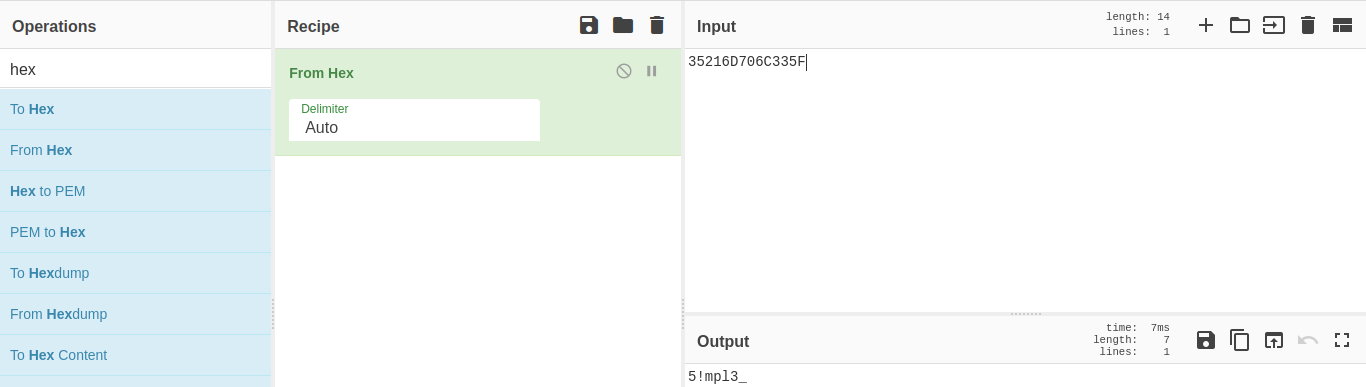 Operations
hex
To Hex
From Hex
Hex to PEM
PEM to Hex
To Hexdump
From Hexdump
To Hex Content
Recipe
From Hex
Delimiter
Auto
Input
length: 14
lines: 1
35216D706C335F
Output
time: 7ms
length: 7
lines: 1
5!mpl3_